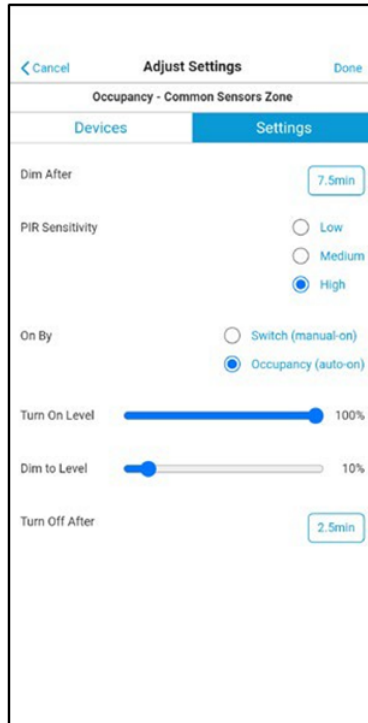 Cancel Adjust Settings Done
Occupancy - Common Sensors Zone
Devices Settings
Dim After 7.5min
PIR Sensitivity Low
Medium
High
On By Switch (manual-on)
Occupancy (auto-on)
Turn On Level 100%
Dim to Level 10%
Turn Off After 2.5min